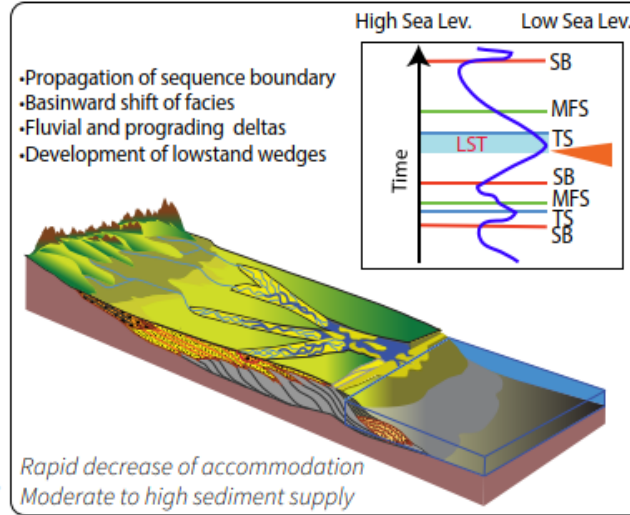 High Sea Lev. Low Sea Lev.
•Propagation of sequence boundary
•Basinward shift of facies
•Fluvial and prograding deltas
•Development of lowstand wedges
SB
MFS
TS
LST
SB
MFS
TS
SB
Time
Rapid decrease of accommodation
Moderate to high sediment supply